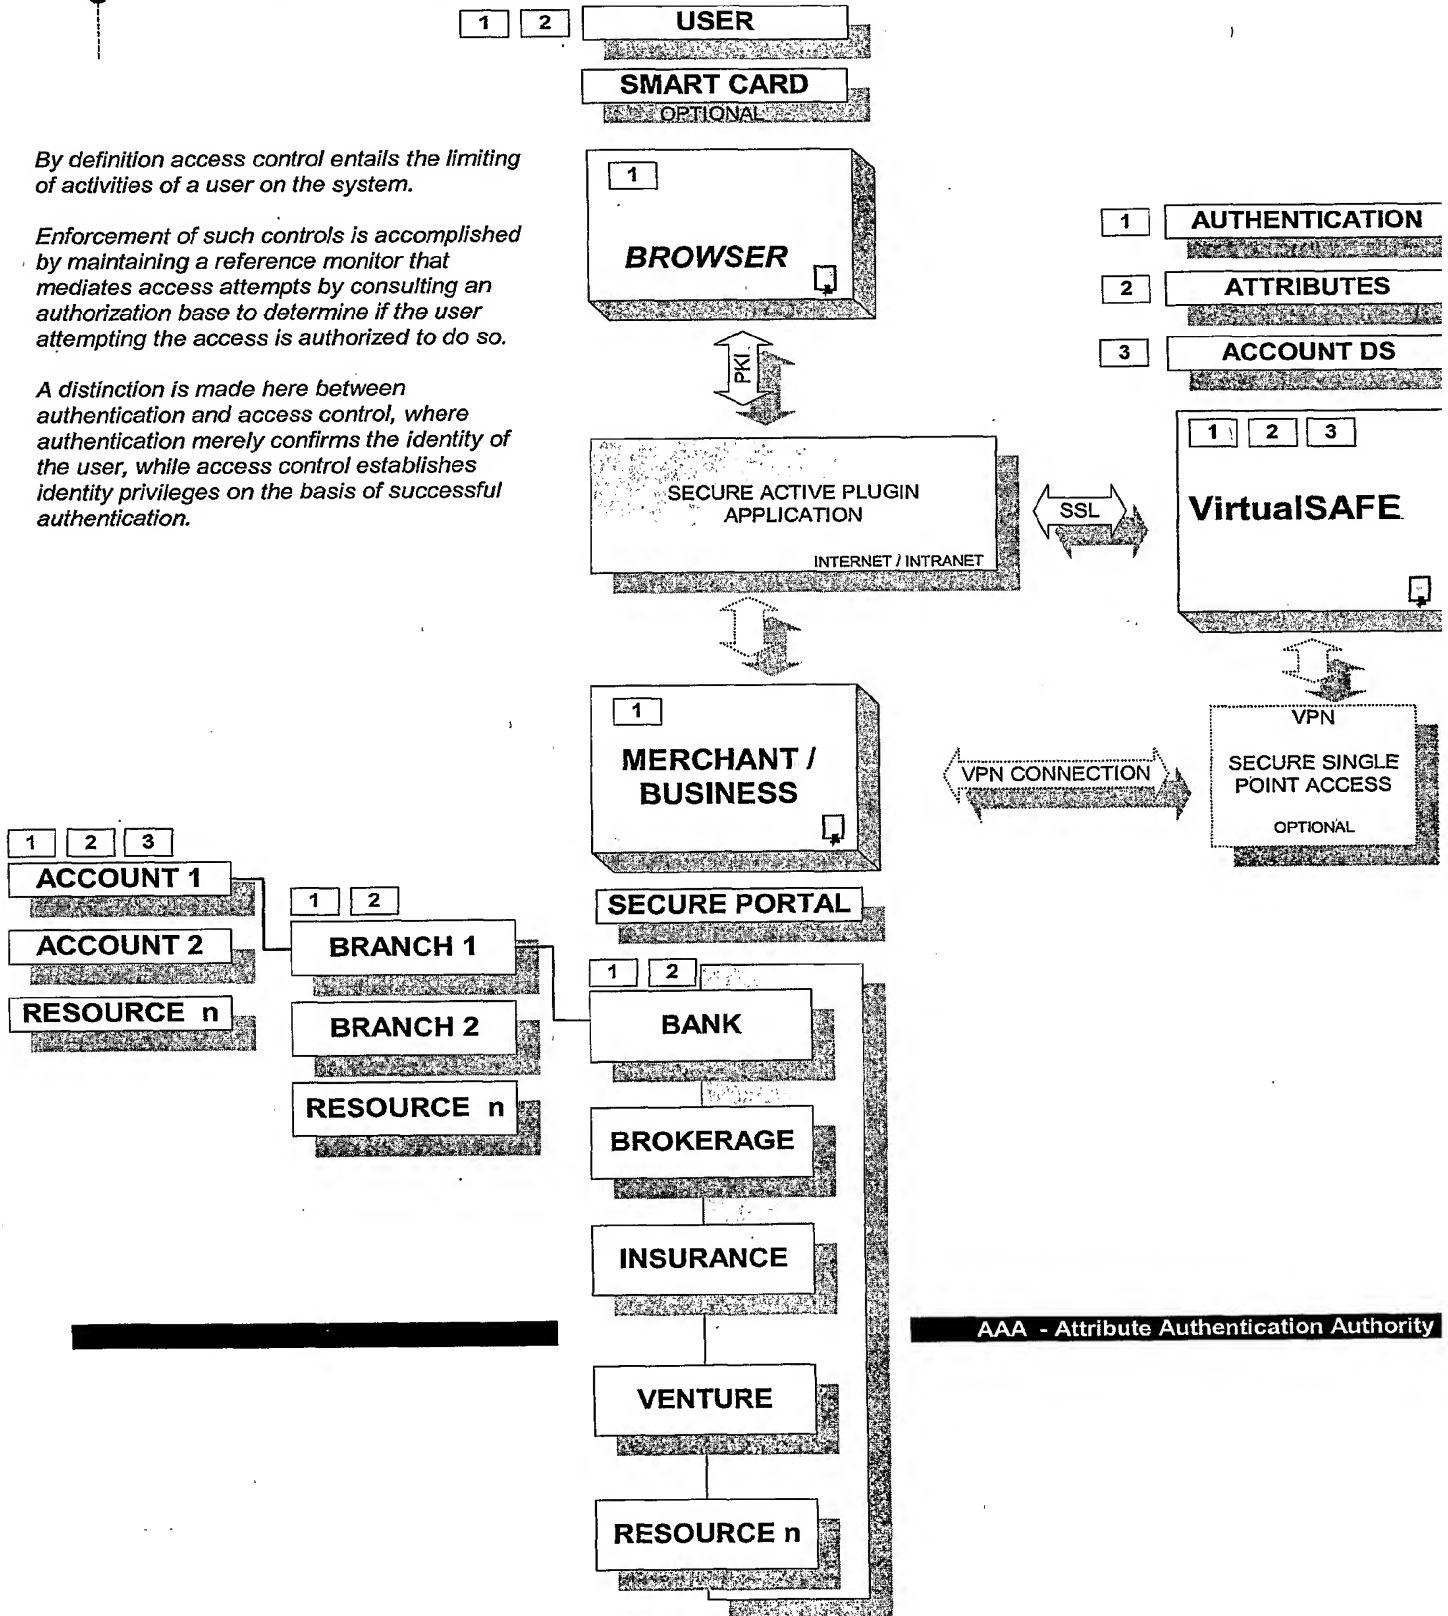 1 2 USER
SMART CARD
OPTIONAL
By definition access control entails the limiting
of activities of a user on the system.
Enforcement of such controls is accomplished
by maintaining a reference monitor that
mediates access attempts by consulting an
authorization base to determine if the user
attempting the access is authorized to do so.
A distinction is made here between
authentication and access control, where
authentication merely confirms the identity of
the user, while access control establishes
identity privileges on the basis of successful
authentication.
1
BROWSER
PKI
1 AUTHENTICATION
2 ATTRIBUTES
3 ACCOUNT DS
SECURE ACTIVE PLUGIN
APPLICATION
INTERNET / INTRANET
SSL
1 2 3
VirtualSAFE
1
MERCHANT /
BUSINESS
VPN CONNECTION
VPN
SECURE SINGLE
POINT ACCESS
OPTIONAL
SECURE PORTAL
1 2 3
ACCOUNT 1
ACCOUNT 2
RESOURCE n
1 2
BRANCH 1
BRANCH 2
RESOURCE n
1 2
BANK
BROKERAGE
INSURANCE
VENTURE
RESOURCE n
AAA - Attribute Authentication Authority